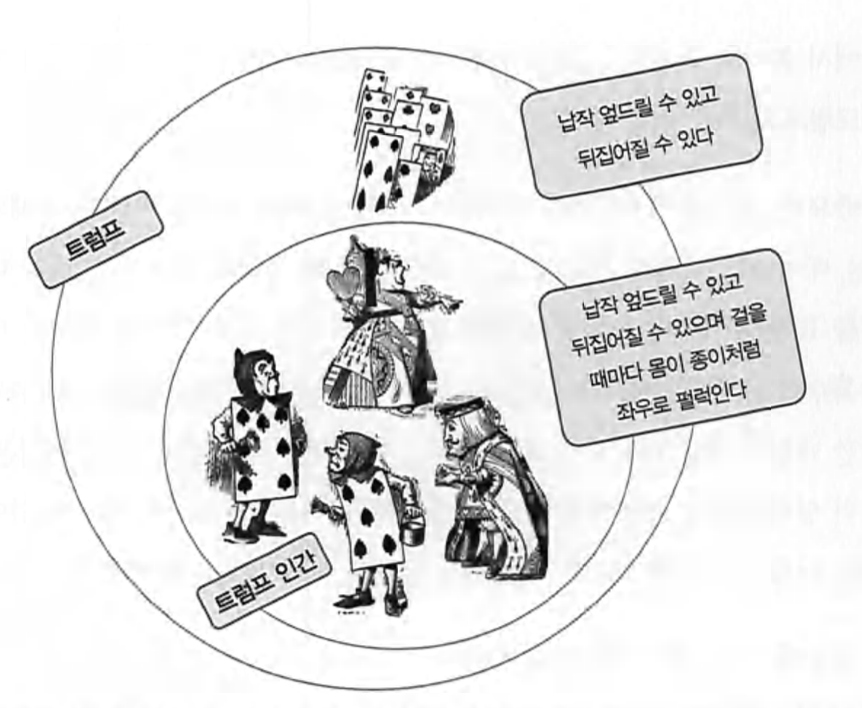 납작 엎드릴 수 있고
뒤집어질 수 있다
트럼프
납작 엎드릴 수 있고
뒤집어질 수 있으며 걸을
때마다 몸이 종이처럼
좌우로 펄럭인다
트럼프 인간